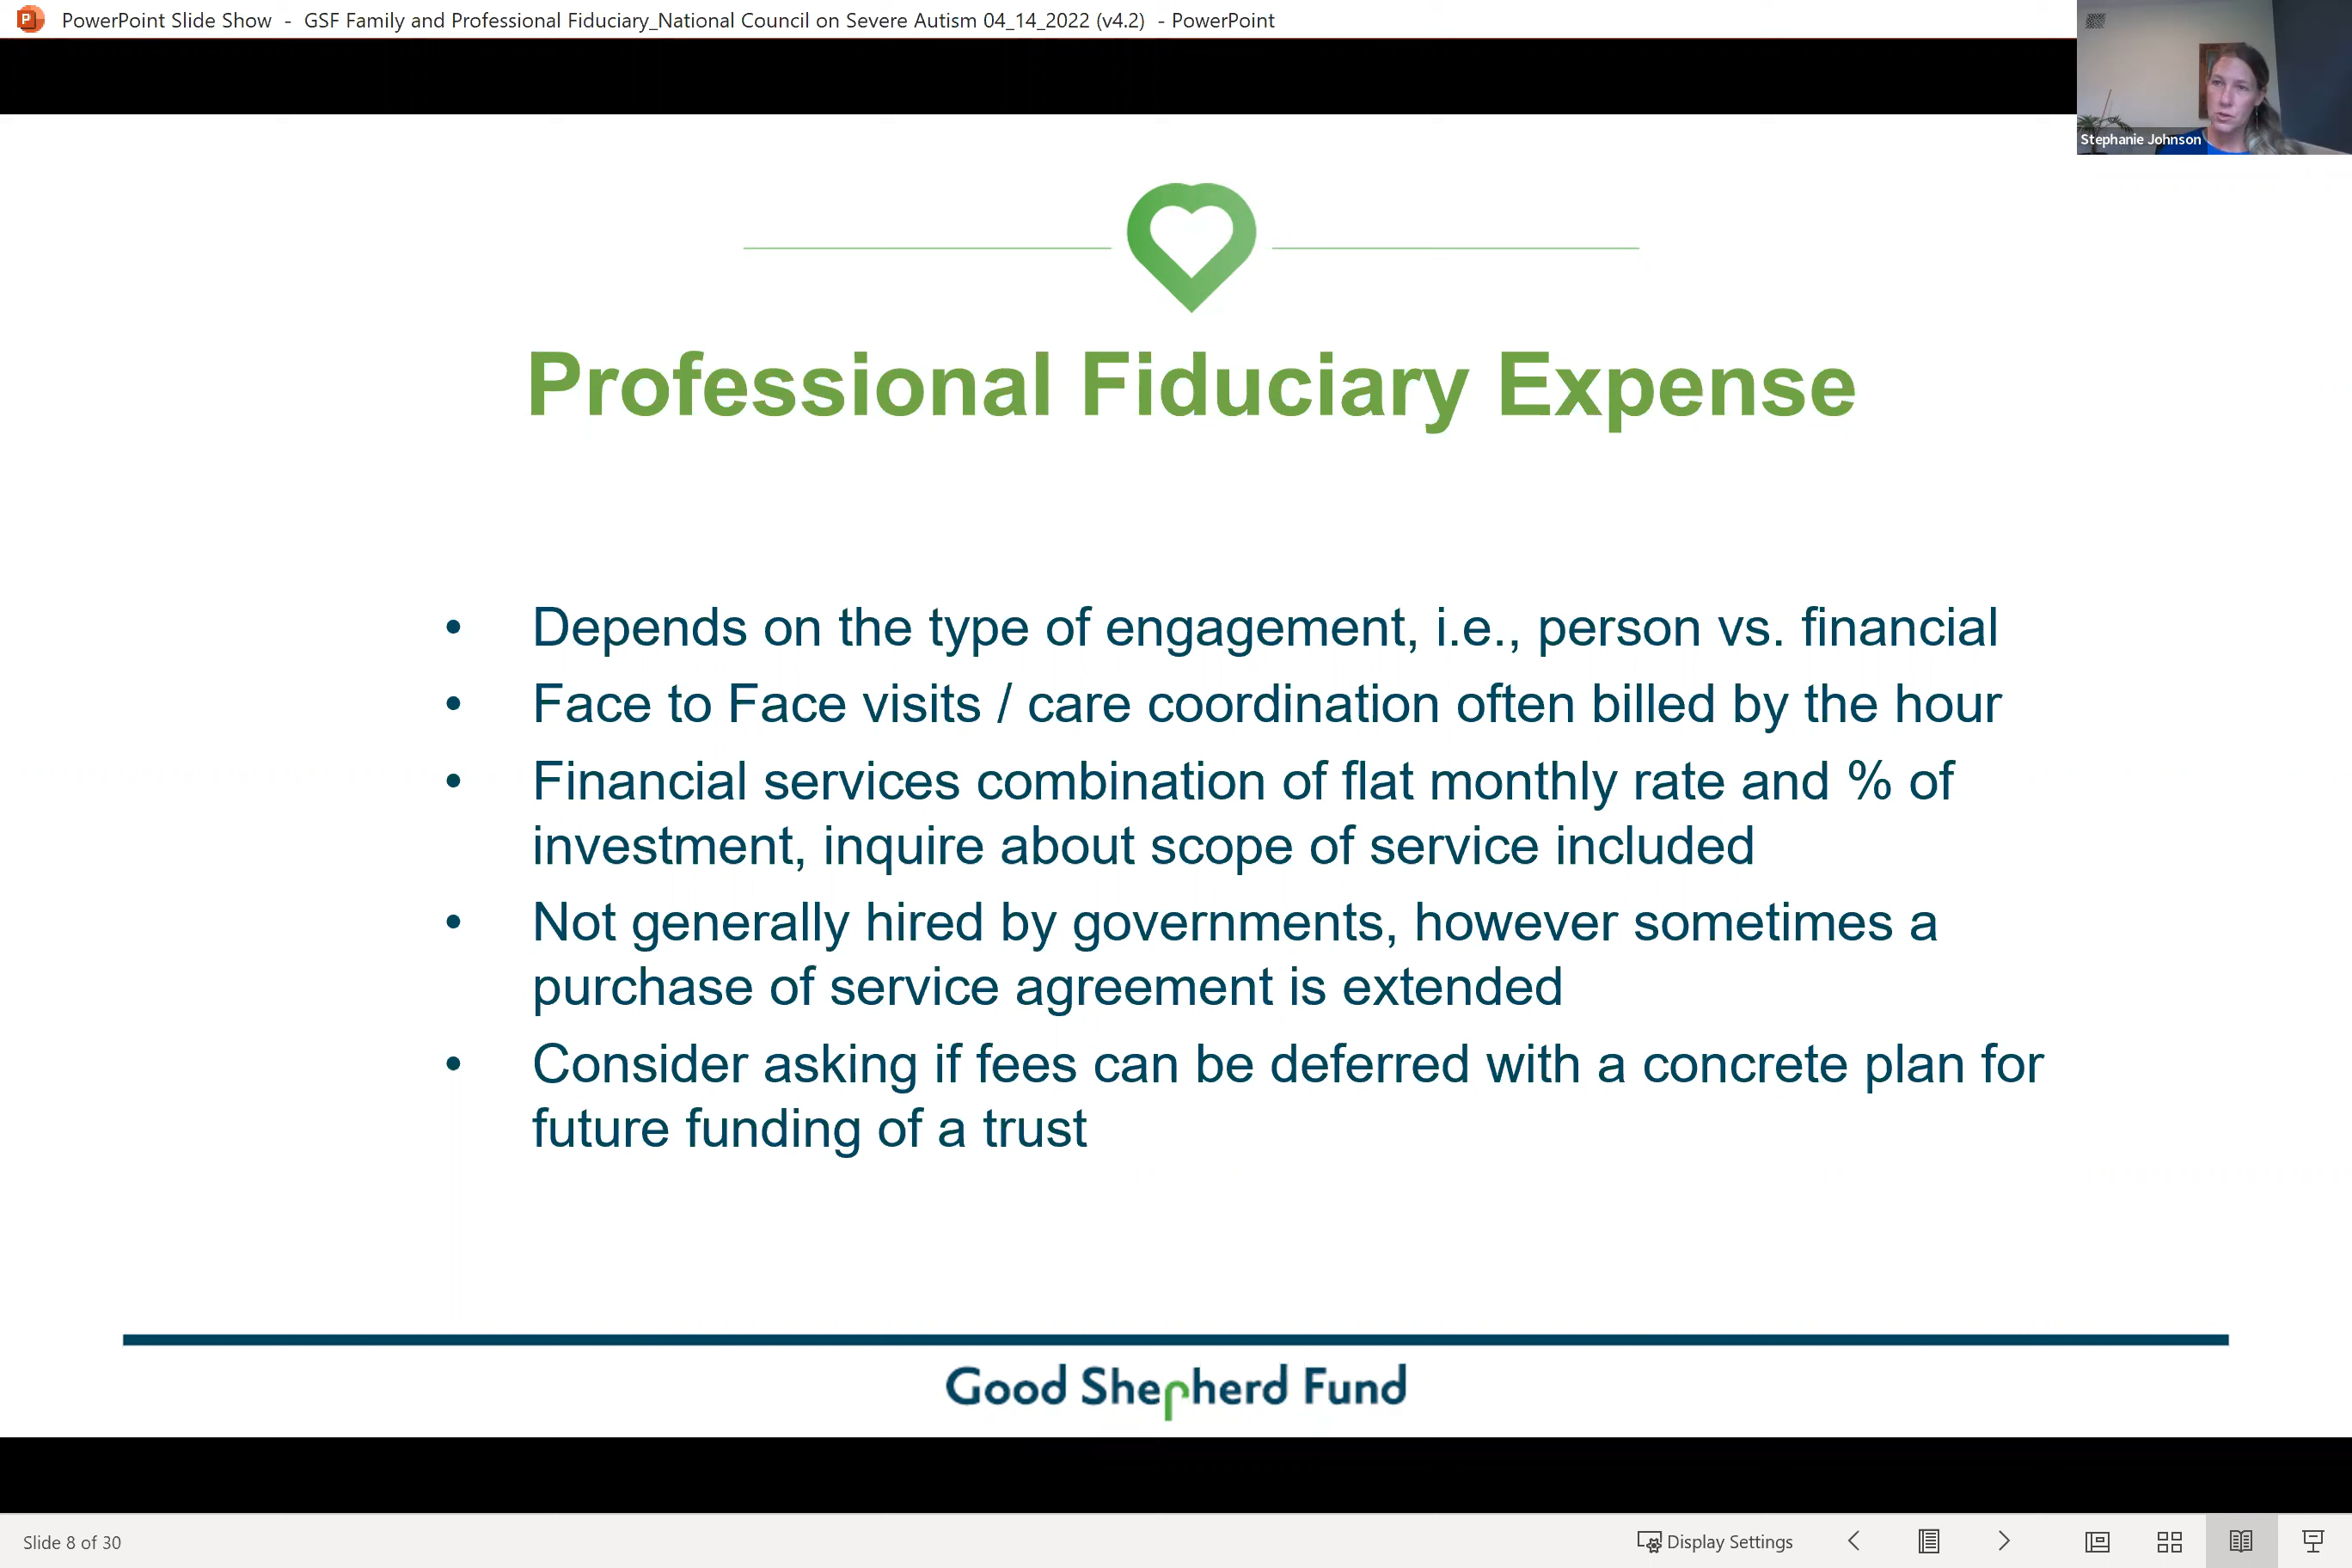 PowerPoint Slide Show - GSF Family and Professional Fiduciary_National Council on Severe Autism 04_14_2022 (v4.2) - PowerPoint
Stephanie Johnson
Professional Fiduciary Expense
• Depends on the type of engagement, i.e., person vs. financial
• Face to Face visits / care coordination often billed by the hour
• Financial services combination of flat monthly rate and % of
investment, inquire about scope of service included
• Not generally hired by governments, however sometimes a
purchase of service agreement is extended
• Consider asking if fees can be deferred with a concrete plan for
future funding of a trust
Good Shepherd Fund
Slide 8 of 30
Display Settings